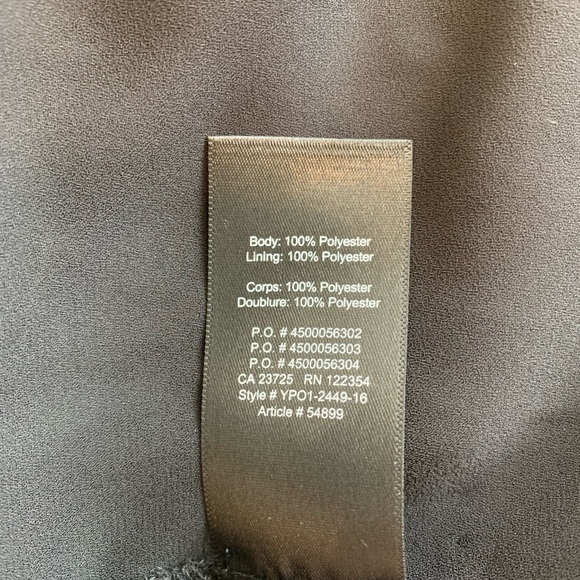 Body: 100% Polyester
Lining: 100% Polyester
Corps: 100% Polyester
Doublure: 100% Polyester
P.O. # 4500056302
P.O. # 4500056303
P.O. # 4500056304
CA 23725 RN 122354
Style # YPO1-2449-16
Article # 54899